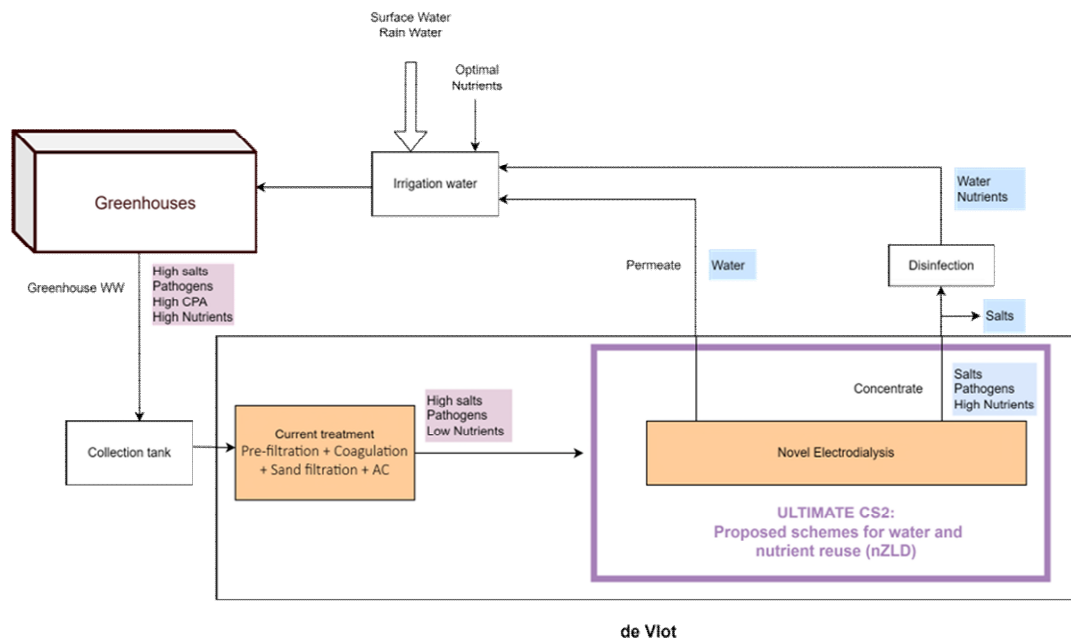 Surface Water
Rain Water
Optimal
Nutrients
Irrigation water
Greenhouses
Water
Nutrients
Permeate
Water
Disinfection
Greenhouse WW
High salts
Pathogens
High CPA
High Nutrients
Salts
Concentrate
Salts
Pathogens
High Nutrients
High salts
Pathogens
Low Nutrients
Collection tank
Current treatment
Pre-filtration + Coagulation
+ Sand filtration + AC
Novel Electrodialysis
ULTIMATE CS2:
Proposed schemes for water and
nutrient reuse (nZLD)
de Vlot